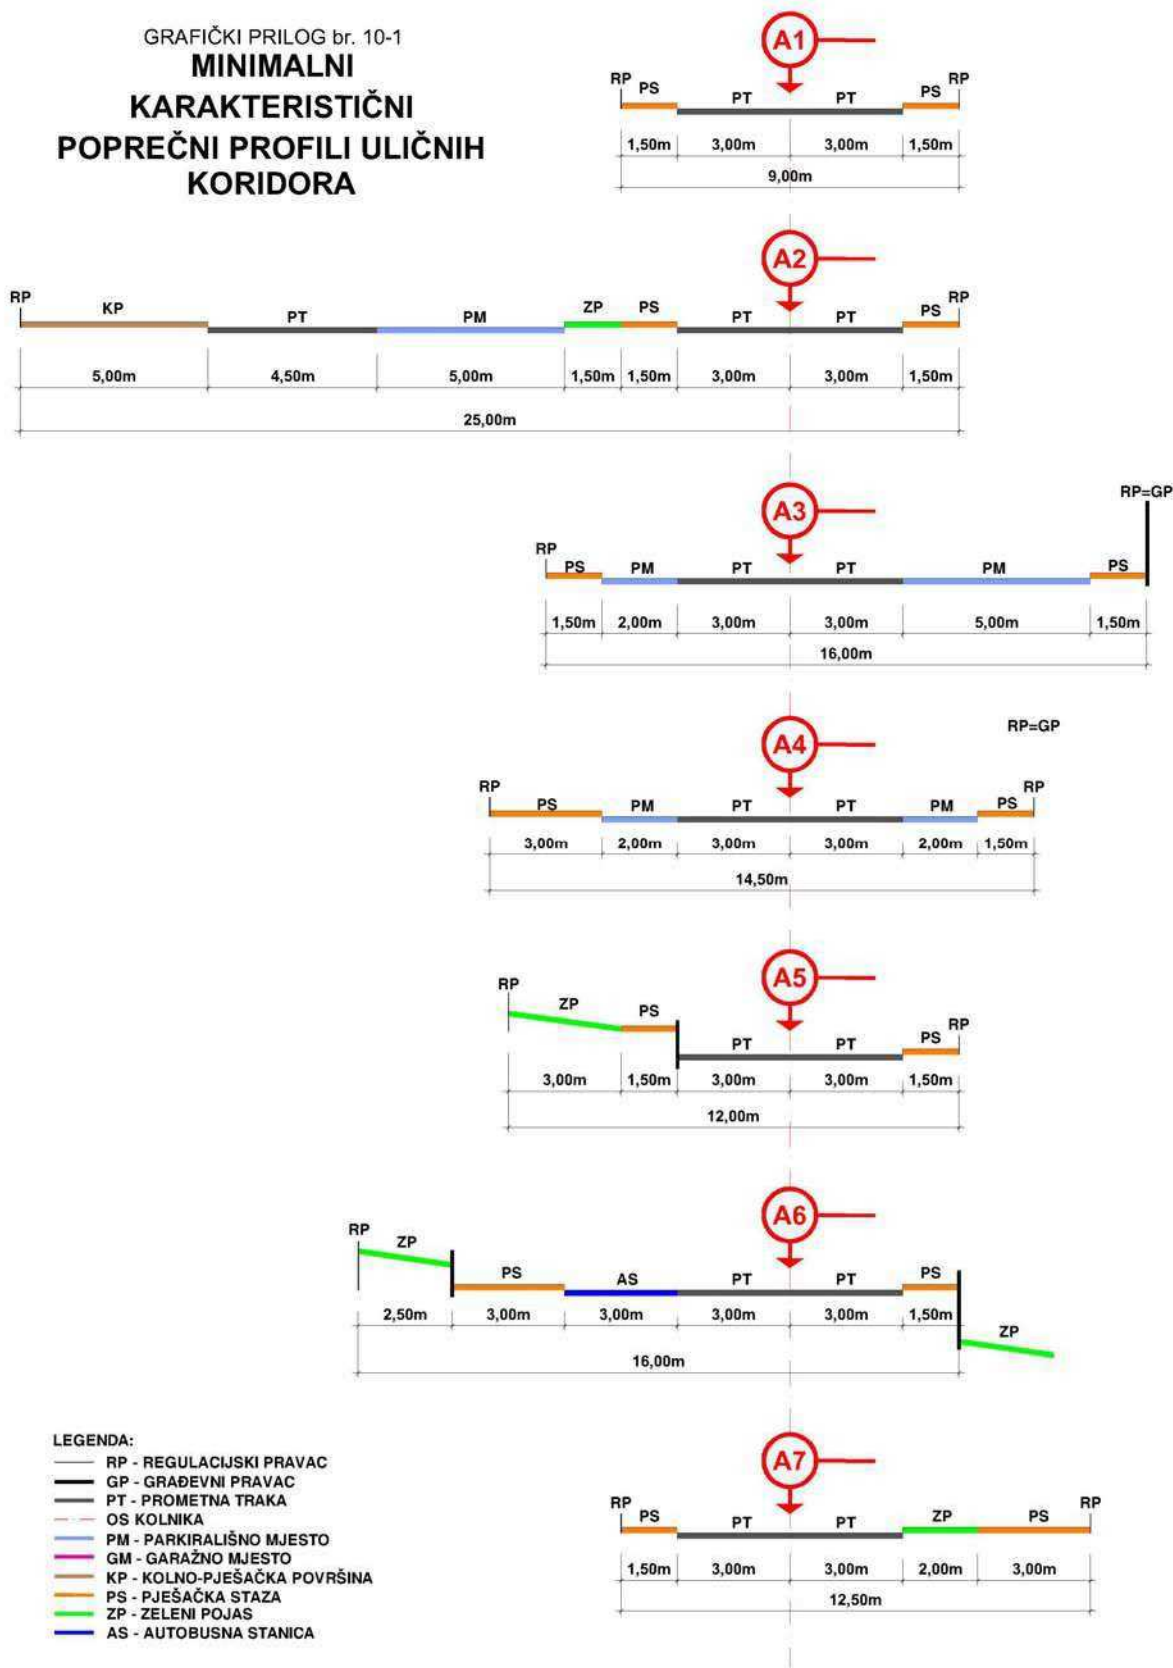 GRAFIČKI PRILOG br. 10-1
MINIMALNI
KARAKTERISTIČNI
POPREČNI PROFILI ULIČNIH
KORIDORA
A1
RP PS PT PT PS RP
1,50m 3,00m 3,00m 1,50m
9,00m
A2
RP KP PT PM ZP PS PT PT PS RP
5,00m 4,50m 5,00m 1,50m 1,50m 3,00m 3,00m 1,50m
25,00m
A3
RP=GP
RP PS PM PT PT PM PS
1,50m 2,00m 3,00m 3,00m 5,00m 1,50m
16,00m
A4
RP=GP
RP PS PM PT PT PM PS RP
3,00m 2,00m 3,00m 3,00m 2,00m 1,50m
14,50m
A5
RP ZP PS PT PT PS RP
3,00m 1,50m 3,00m 3,00m 1,50m
12,00m
A6
RP ZP PS AS PT PT PS
2,50m 3,00m 3,00m 3,00m 3,00m 1,50m
ZP
16,00m
A7
RP PS PT PT ZP PS RP
1,50m 3,00m 3,00m 2,00m 3,00m
12,50m
LEGENDA:
RP - REGULACIJSKI PRAVAC
GP - GRAĐEVNI PRAVAC
PT - PROMETNA TRAKA
OS KOLNIKA
PM - PARKIRALIŠNO MJESTO
GM - GARAŽNO MJESTO
KP - KOLNO-PJEŠAČKA POVRŠINA
PS - PJEŠAČKA STAZA
ZP - ZELENI POJAS
AS - AUTOBUSNA STANICA